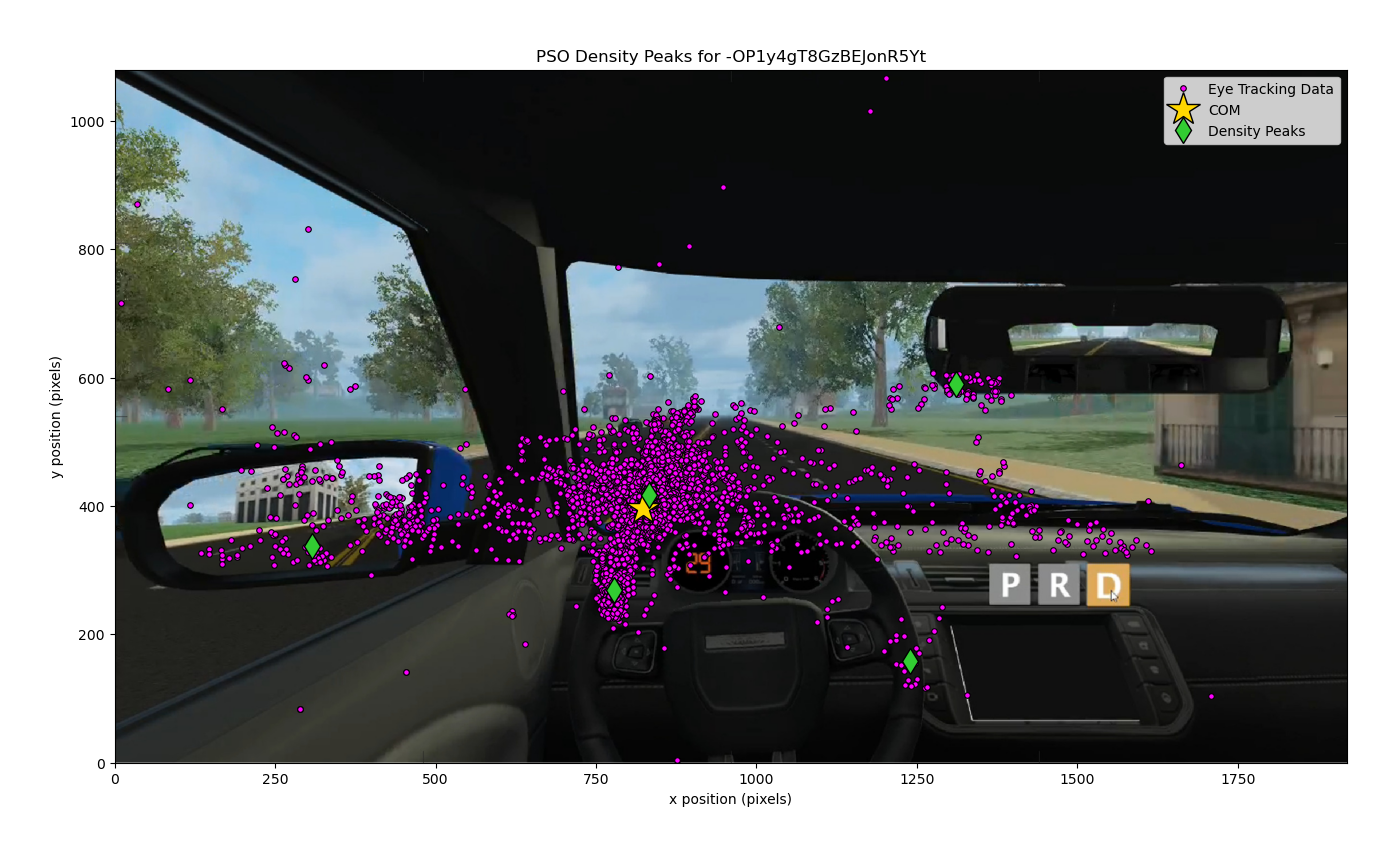 PSO Density Peaks for -OP1y4gT8GzBEJonR5Yt
Eye Tracking Data
COM
Density Peaks
1000
800
600
400
200
0
y position (pixels)
29
P R D
0 250 500 750 1000 1250 1500 1750
x position (pixels)